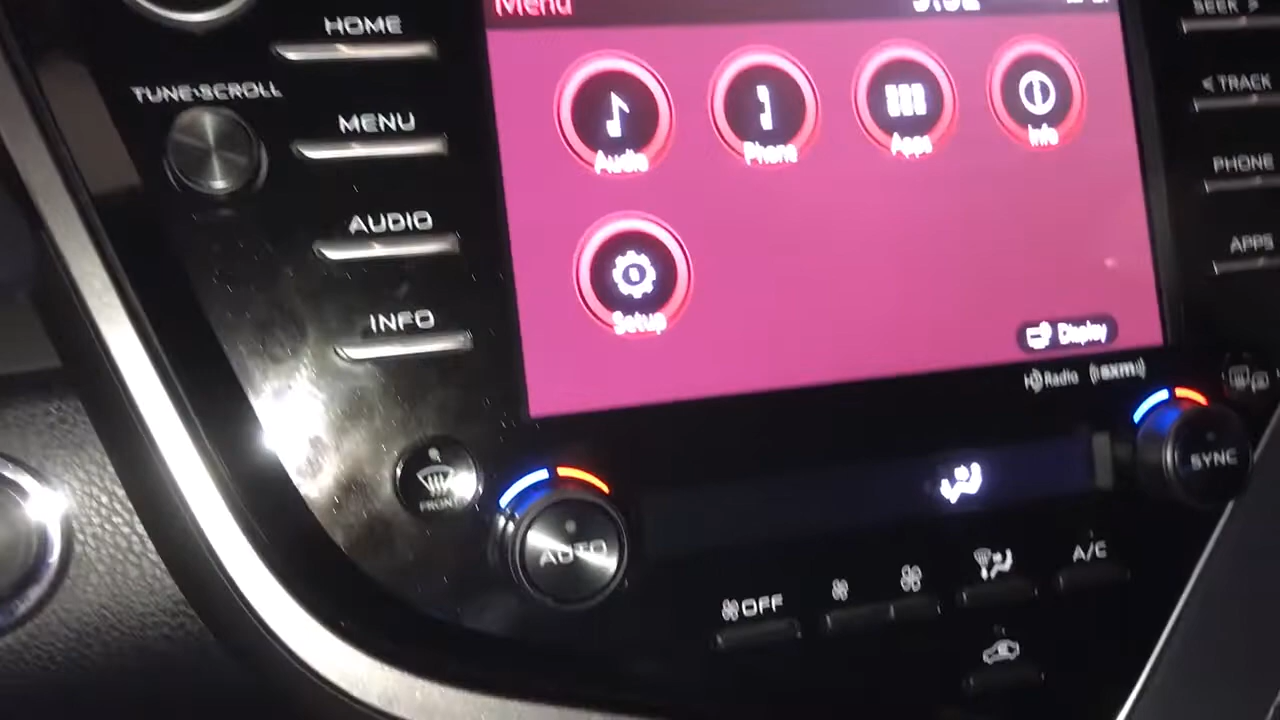 Menu
HOME
TUNE•SCROLL
MENU
AUDIO
INFO
Audio
Phone
Apps
Info
Setup
Display
HD Radio
((SXM))
SEEK >
< TRACK
PHONE
APPS
FRONT
AUTO
SYNC
OFF
A/C